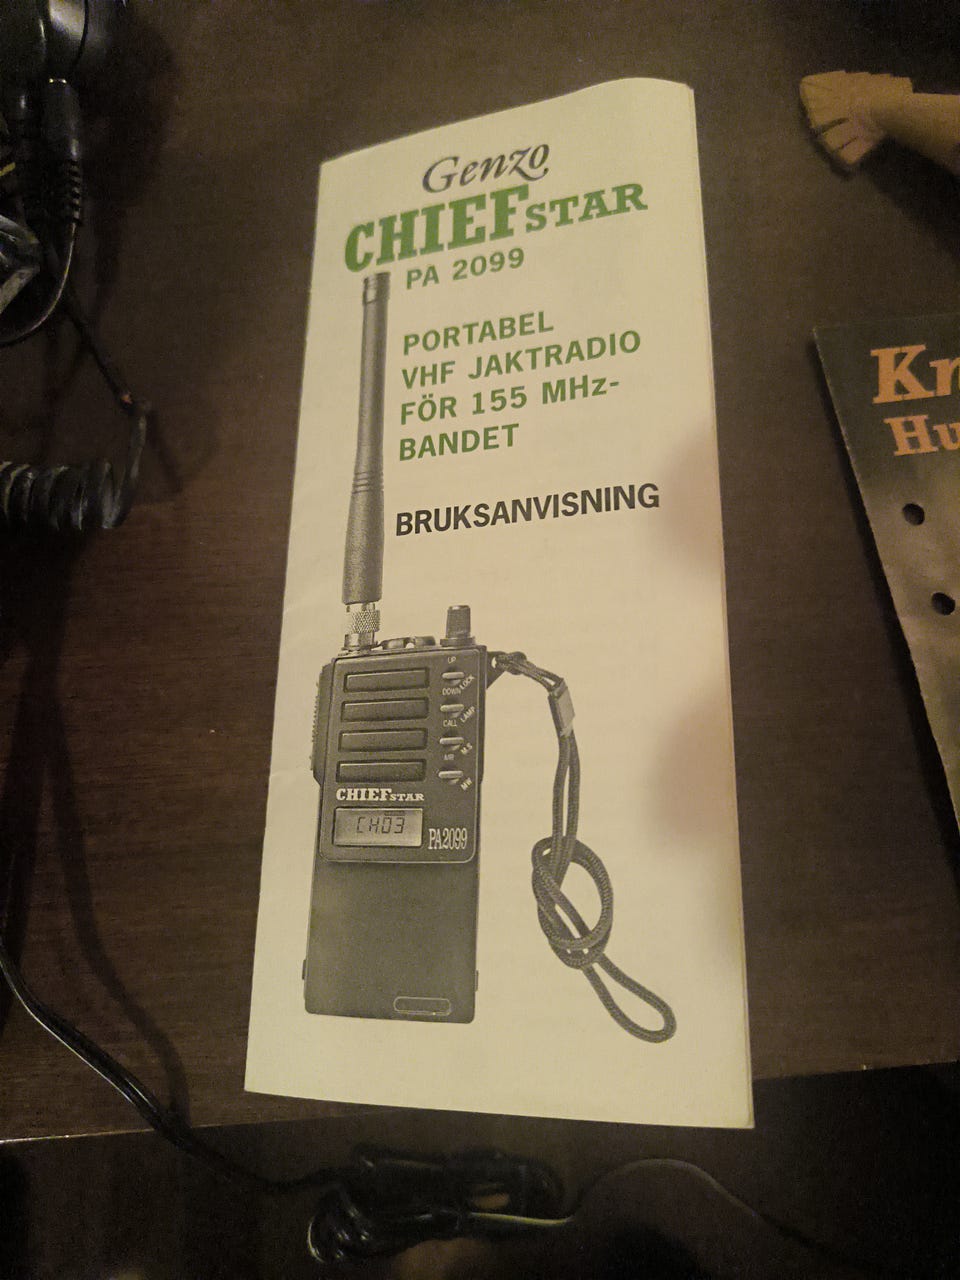 Genzo
CHIEFSTAR
PA 2099
PORTABEL
VHF JAKTRADIO
FÖR 155 MHz-
BANDET
BRUKSANVISNING
UP
DOWN LOCK
CALL LAMP
MR M.S
MW
CHIEFSTAR
CH03
PA2099